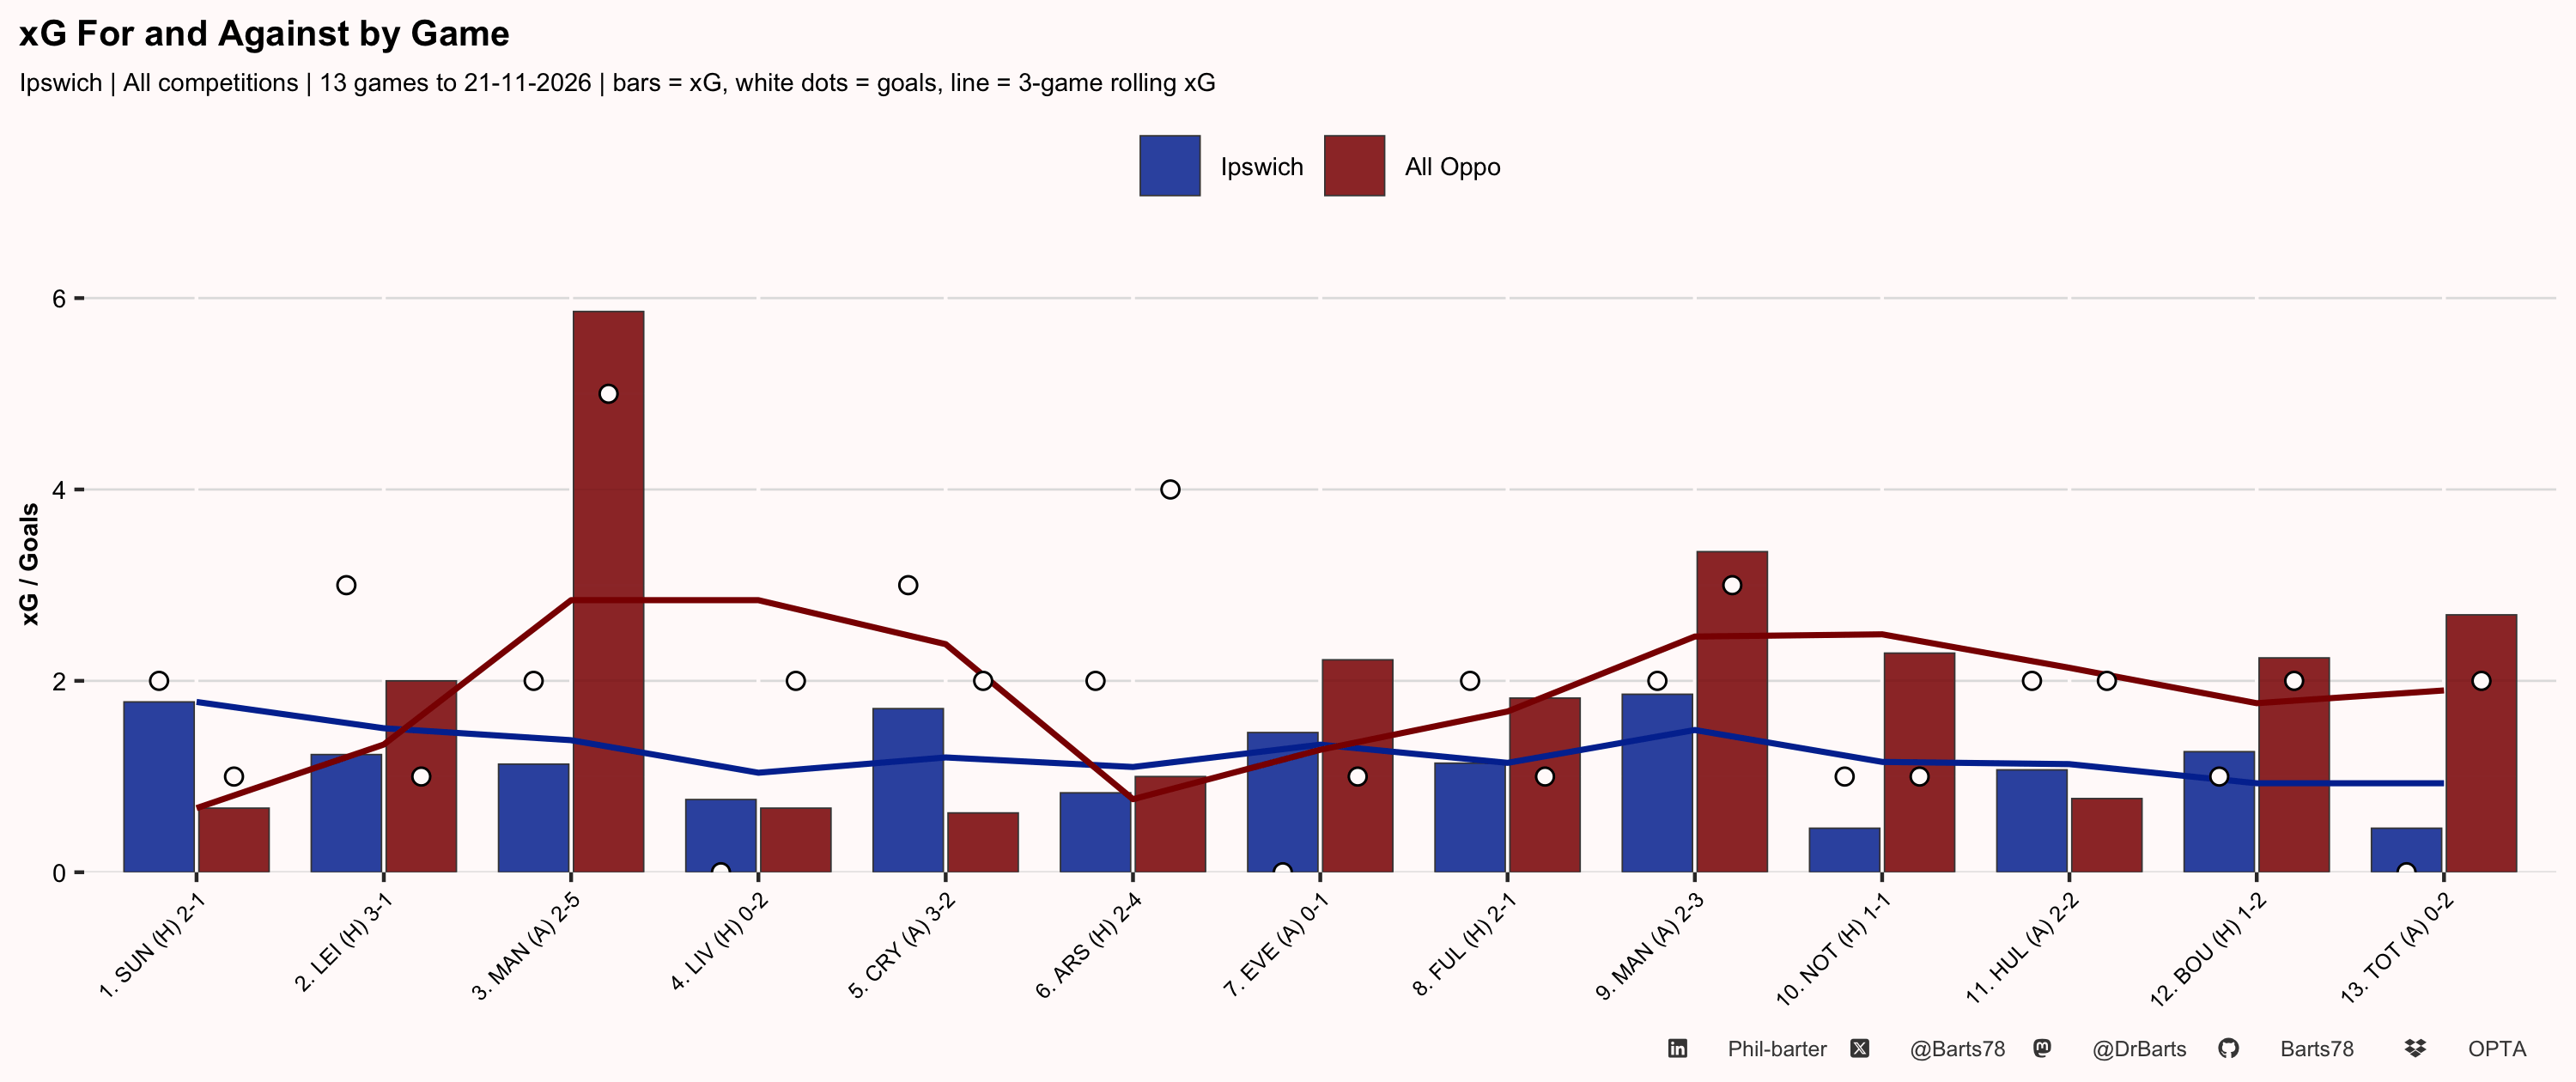 xG For and Against by Game
Ipswich | All competitions | 13 games to 21-11-2026 | bars = xG, white dots = goals, line = 3-game rolling xG
Ipswich
All Oppo
xG / Goals
6
4
2
0
1. SUN (H) 2-1
2. LEI (H) 3-1
3. MAN (A) 2-5
4. LIV (H) 0-2
5. CRY (A) 3-2
6. ARS (H) 2-4
7. EVE (A) 0-1
8. FUL (H) 2-1
9. MAN (A) 2-3
10. NOT (H) 1-1
11. HUL (A) 2-2
12. BOU (H) 1-2
13. TOT (A) 0-2
Phil-barter @Barts78 @DrBarts Barts78 OPTA